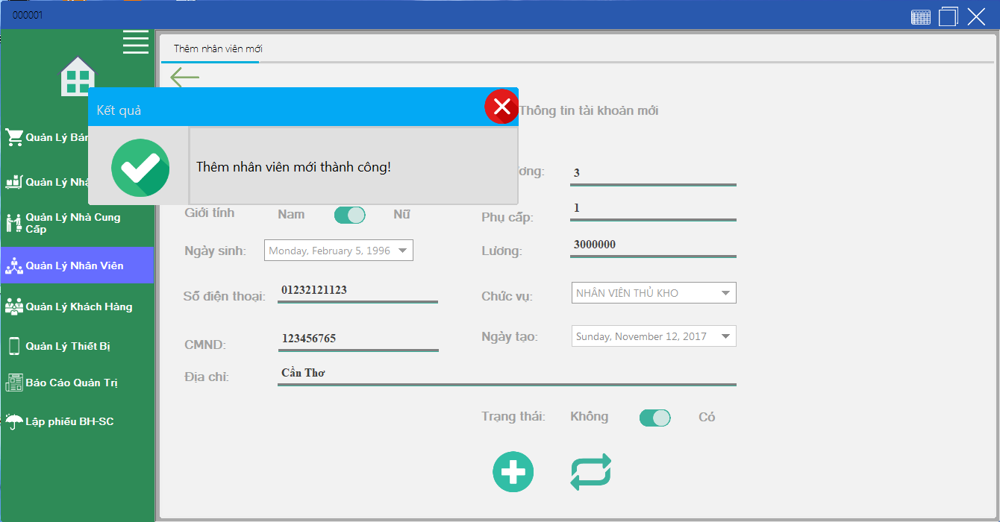 000001
Thêm nhân viên mới
Kết quả
Thông tin tài khoản mới
Thêm nhân viên mới thành công!
Quản Lý
Quản Lý
Quản Lý Nhà Cung
Cấp
Quản Lý Nhân Viên
Quản Lý Khách Hàng
Quản Lý Thiết Bị
Báo Cáo Quản Trị
Lập phiếu BH-SC
3
Giới tính Nam Nữ
Phụ cấp: 1
Ngày sinh: Monday, February 5, 1996
Lương: 3000000
Số điện thoại: 01232121123
Chức vụ: NHÂN VIÊN THỦ KHO
CMND: 123456765
Ngày tạo: Sunday, November 12, 2017
Địa chỉ: Cần Thơ
Trạng thái: Không Có